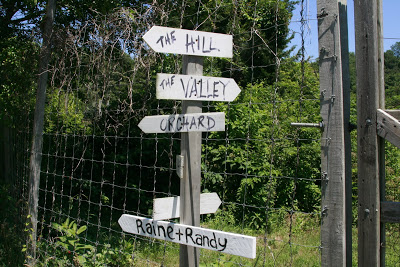 THE HILL
THE VALLEY
ORCHARD
Raine+Randy